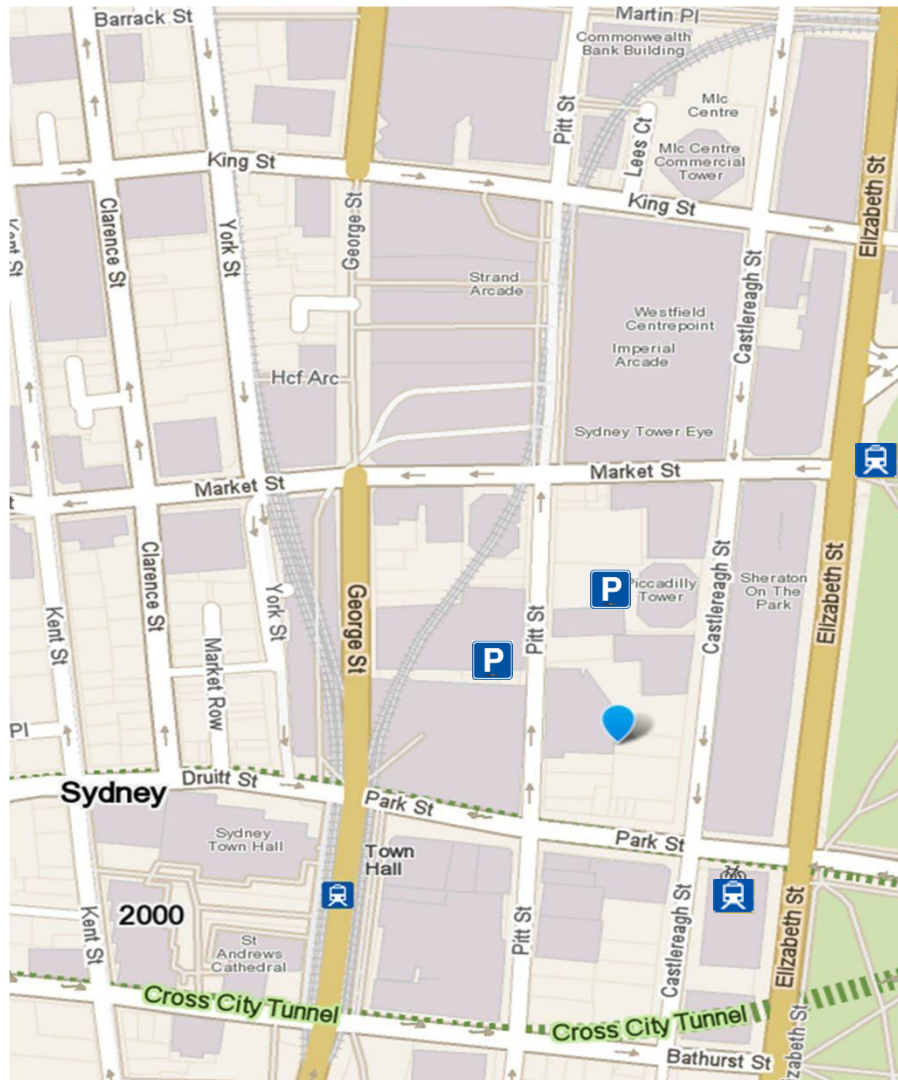 Barrack St
Martin Pl
Commonwealth
Bank Building
Pitt St
Mlc
Centre
Lees Ct
Mlc Centre
Commercial
Tower
Elizabeth St
King St
King St
Clarence St
York St
George St
Kent St
Strand
Arcade
Castlereagh St
Westfield
Centrepoint
Imperial
Arcade
Hcf Arc
Sydney Tower Eye
Market St
Market St
Clarence St
York St
George St
Kent St
Market Row
Pitt St
P
P
Piccadilly
Tower
Castlereagh St
Sheraton
On The
Park
Elizabeth St
Pl
Druitt St
Sydney
Park St
Park St
Sydney
Town Hall
Town
Hall
2000
Kent St
St
Andrews
Cathedral
Pitt St
Castlereagh St
Elizabeth St
Cross City Tunnel
Cross City Tunnel
zabeth St
Bathurst St